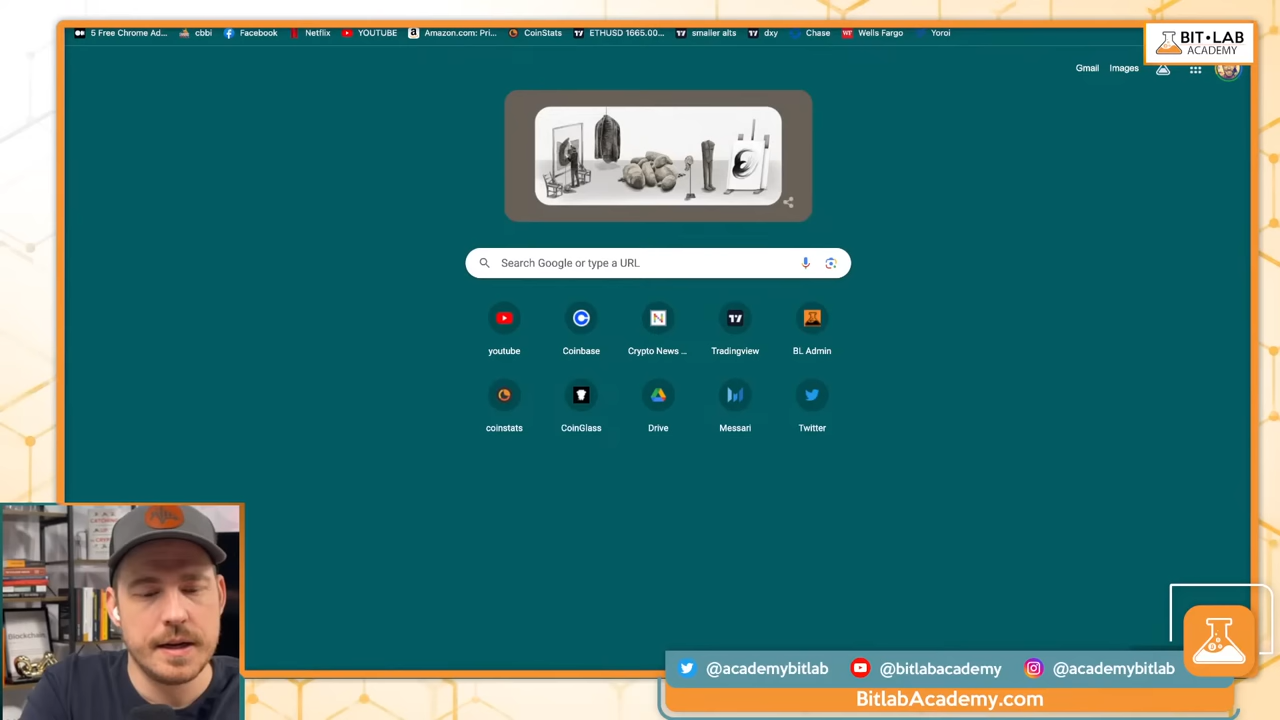 5 Free Chrome Ad...
cbbi
Facebook
Netflix
YOUTUBE
Amazon.com: Pri...
CoinStats
ETHUSD 1665.00...
smaller alts
dxy
Chase
Wells Fargo
Yoroi
BIT•LAB
ACADEMY
Gmail
Images
Search Google or type a URL
youtube
Coinbase
Crypto News ...
Tradingview
BL Admin
coinstats
CoinGlass
Drive
Messari
Twitter
Blockchain
@academybitlab
@bitlabacademy
@academybitlab
BitlabAcademy.com